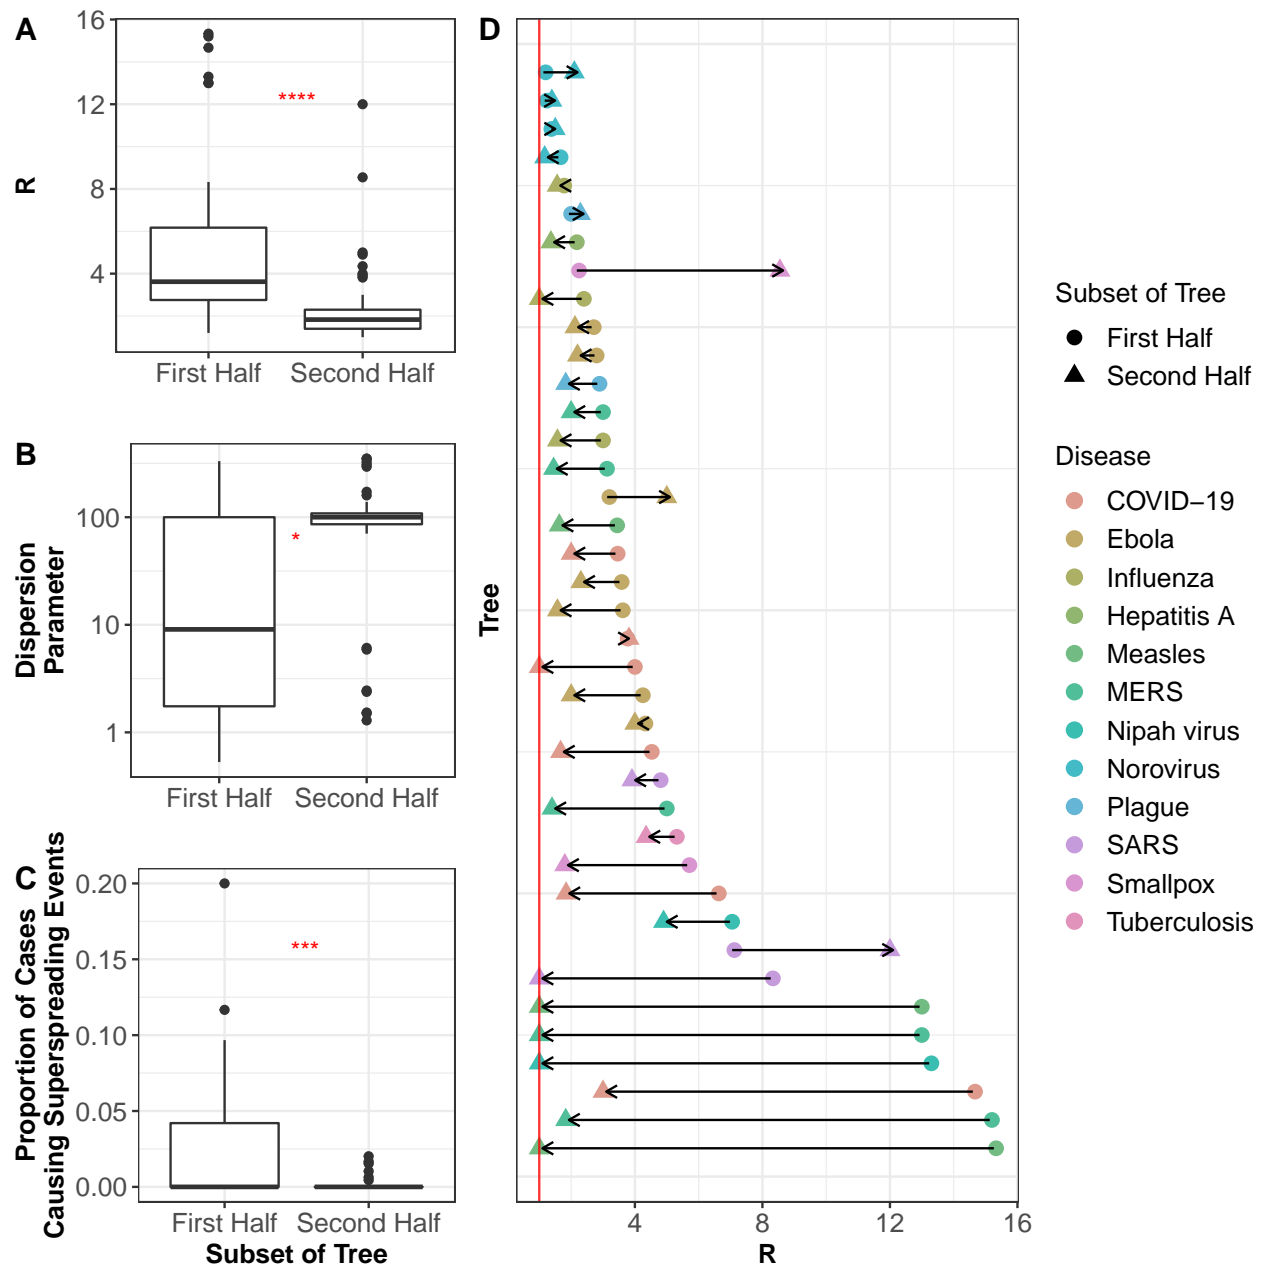 A
16
12
8
4
R
****
First Half
Second Half
B
100
10
1
Dispersion
Parameter
*
First Half
Second Half
C
0.20
0.15
0.10
0.05
0.00
Proportion of Cases
Causing Superspreading Events
***
First Half
Second Half
Subset of Tree
D
Tree
4
8
12
16
R
Subset of Tree
First Half
Second Half
Disease
COVID−19
Ebola
Influenza
Hepatitis A
Measles
MERS
Nipah virus
Norovirus
Plague
SARS
Smallpox
Tuberculosis